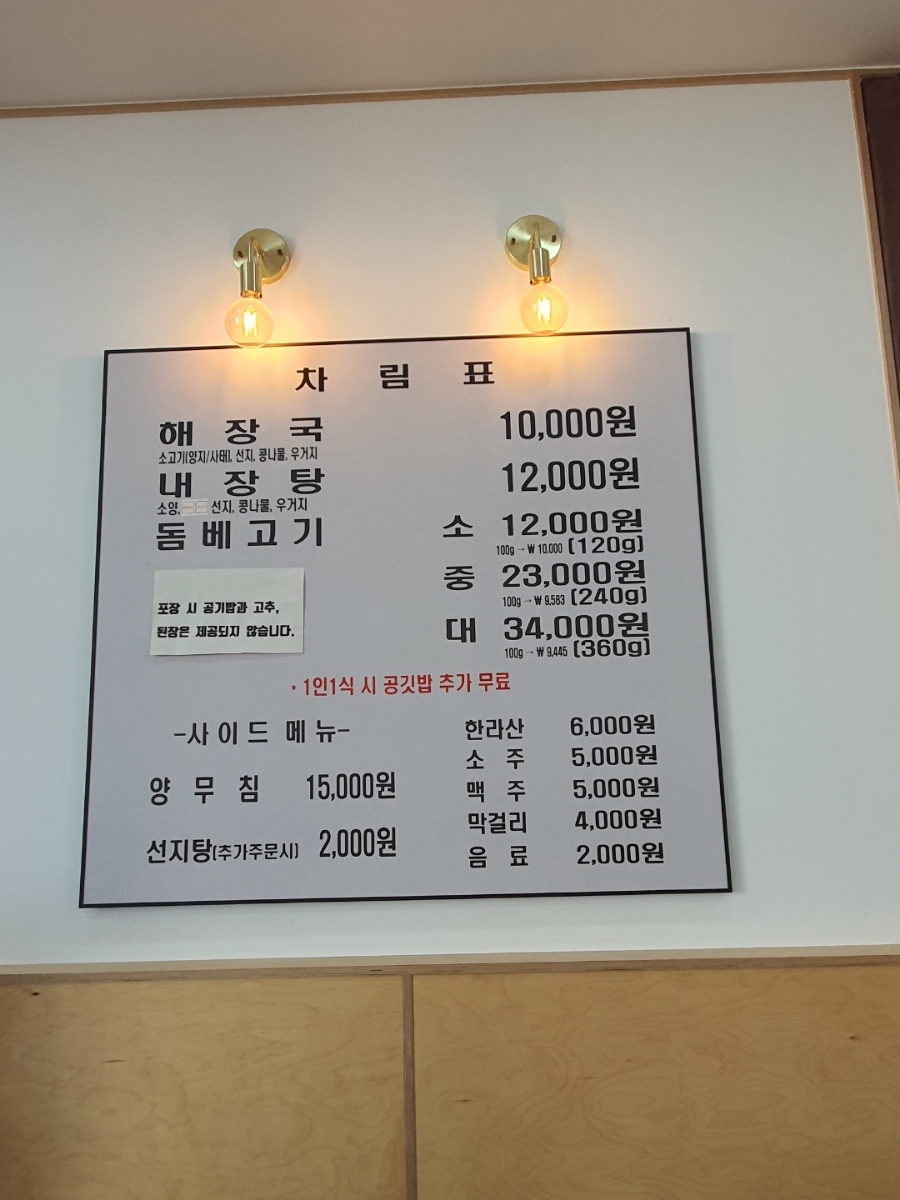 차 림 표
해 장 국 10,000원
소고기(양지/사태), 선지, 콩나물, 우거지
내 장 탕 12,000원
소양, 선지, 콩나물, 우거지
돔베고기 소 12,000원
100g → ₩ 10.000 (120g)
중 23,000원
100g → ₩ 9,583 (240g)
대 34,000원
100g → ₩ 9,445 (360g)
포장 시 공기밥과 고추,
된장은 제공되지 않습니다.
· 1인1식 시 공깃밥 추가 무료
-사 이 드 메 뉴-
양 무 침 15,000원
선지탕(추가주문시) 2,000원
한라산 6,000원
소 주 5,000원
맥 주 5,000원
막걸리 4,000원
음 료 2,000원